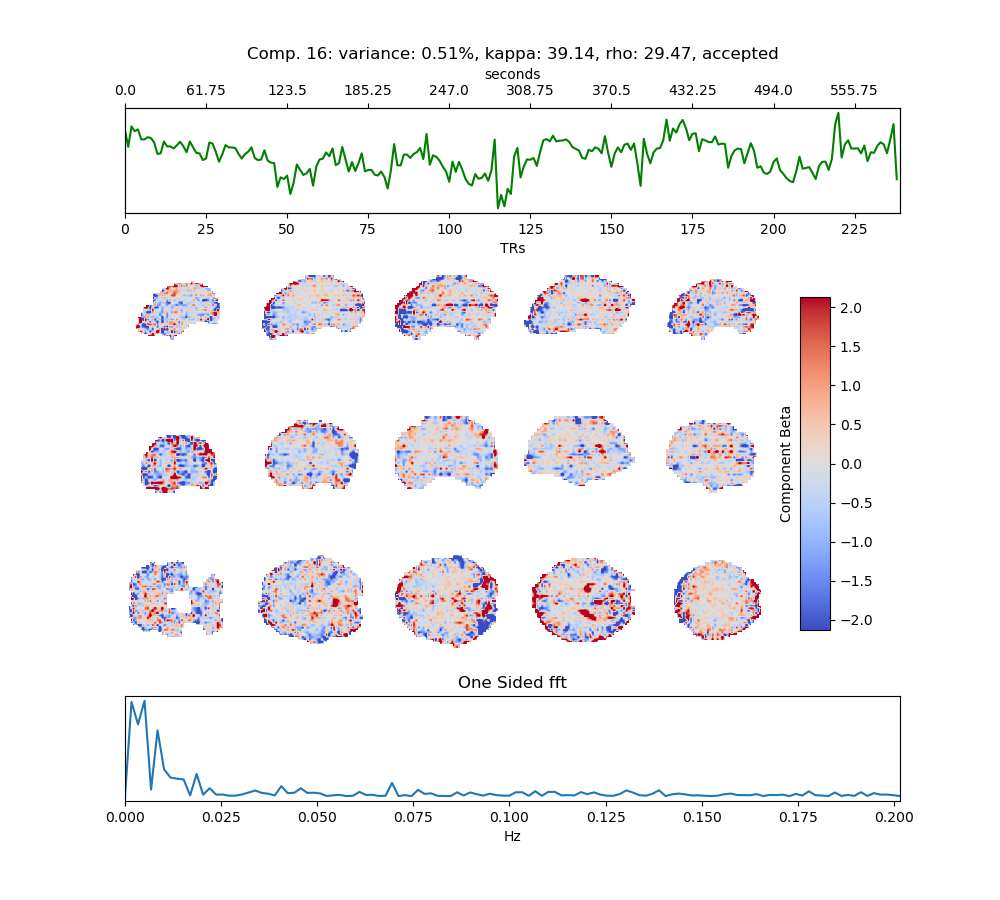 Comp. 16: variance: 0.51%, kappa: 39.14, rho: 29.47, accepted
seconds
0.0 61.75 123.5 185.25 247.0 308.75 370.5 432.25 494.0 555.75
0 25 50 75 100 125 150 175 200 225
TRs
2.0
1.5
1.0
0.5
0.0
−0.5
−1.0
−1.5
−2.0
Component Beta
One Sided fft
0.000 0.025 0.050 0.075 0.100 0.125 0.150 0.175 0.200
Hz